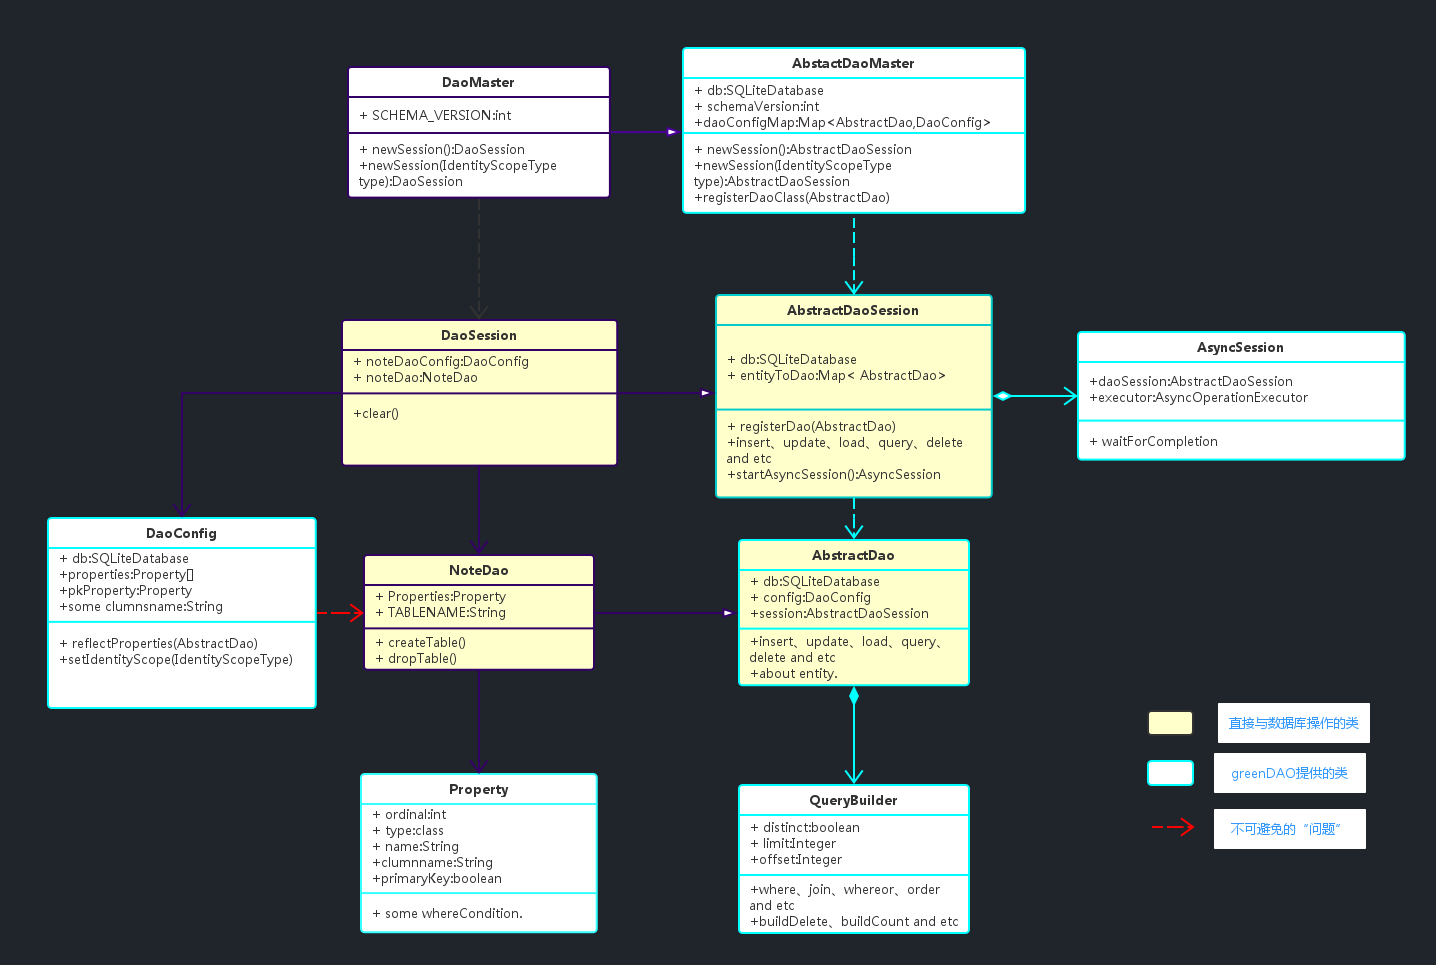 DaoMaster
+ SCHEMA_VERSION:int
+ newSession():DaoSession
+newSession(IdentityScopeType
type):DaoSession
AbstactDaoMaster
+ db:SQLiteDatabase
+ schemaVersion:int
+daoConfigMap:Map<AbstractDao,DaoConfig>
+ newSession():AbstractDaoSession
+newSession(IdentityScopeType
type):AbstractDaoSession
+registerDaoClass(AbstractDao)
DaoSession
+ noteDaoConfig:DaoConfig
+ noteDao:NoteDao
+clear()
AbstractDaoSession
+ db:SQLiteDatabase
+ entityToDao:Map< AbstractDao>
+ registerDao(AbstractDao)
+insert、update、load、query、delete
and etc
+startAsyncSession():AsyncSession
AsyncSession
+daoSession:AbstractDaoSession
+executor:AsyncOperationExecutor
+ waitForCompletion
DaoConfig
+ db:SQLiteDatabase
+properties:Property[]
+pkProperty:Property
+some clumnsname:String
+ reflectProperties(AbstractDao)
+setIdentityScope(IdentityScopeType)
NoteDao
+ Properties:Property
+ TABLENAME:String
+ createTable()
+ dropTable()
AbstractDao
+ db:SQLiteDatabase
+ config:DaoConfig
+session:AbstractDaoSession
+insert、update、load、query、
delete and etc
+about entity.
Property
+ ordinal:int
+ type:class
+ name:String
+clumnname:String
+primaryKey:boolean
+ some whereCondition.
QueryBuilder
+ distinct:boolean
+ limit:Integer
+offset:Integer
+where、join、whereor、order
and etc
+buildDelete、buildCount and etc
直接与数据库操作的类
greenDAO提供的类
不可避免的“问题”